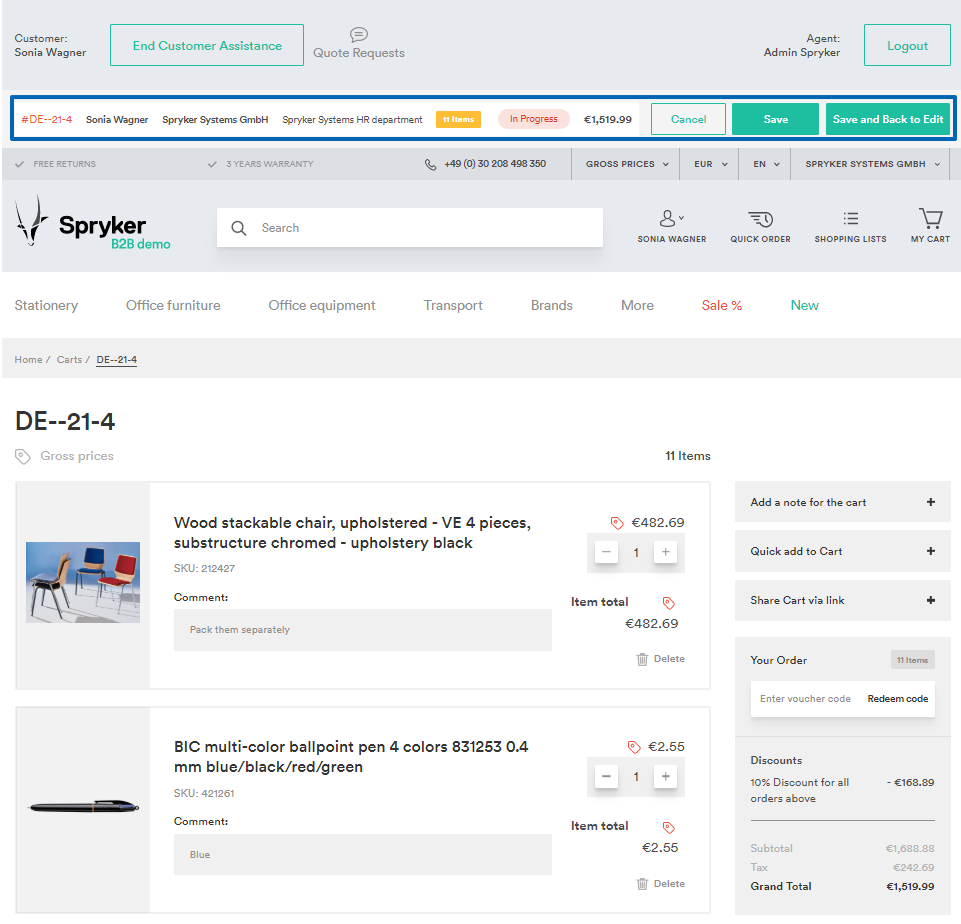 Customer:
Sonia Wagner
End Customer Assistance
Quote Requests
Agent:
Admin Spryker
Logout
#DE--21-4 Sonia Wagner Spryker Systems GmbH Spryker Systems HR department 11 Items In Progress €1,519.99 Cancel Save Save and Back to Edit
FREE RETURNS 3 YEARS WARRANTY +49 (0) 30 208 498 350 GROSS PRICES EUR EN SPRYKER SYSTEMS GMBH
Spryker
B2B demo
Search
SONIA WAGNER QUICK ORDER SHOPPING LISTS MY CART
Stationery Office furniture Office equipment Transport Brands More Sale % New
Home / Carts / DE--21-4
DE--21-4
Gross prices 11 Items
Wood stackable chair, upholstered - VE 4 pieces,
substructure chromed - upholstery black
SKU: 212427
Comment:
Pack them separately
€482.69
− 1 +
Item total
€482.69
Delete
BIC multi-color ballpoint pen 4 colors 831253 0.4
mm blue/black/red/green
SKU: 421261
Comment:
Blue
€2.55
− 1 +
Item total
€2.55
Delete
Add a note for the cart +
Quick add to Cart +
Share Cart via link +
Your Order 11 Items
Enter voucher code Redeem code
Discounts
10% Discount for all - €168.89
orders above
Subtotal €1,688.88
Tax €242.69
Grand Total €1,519.99